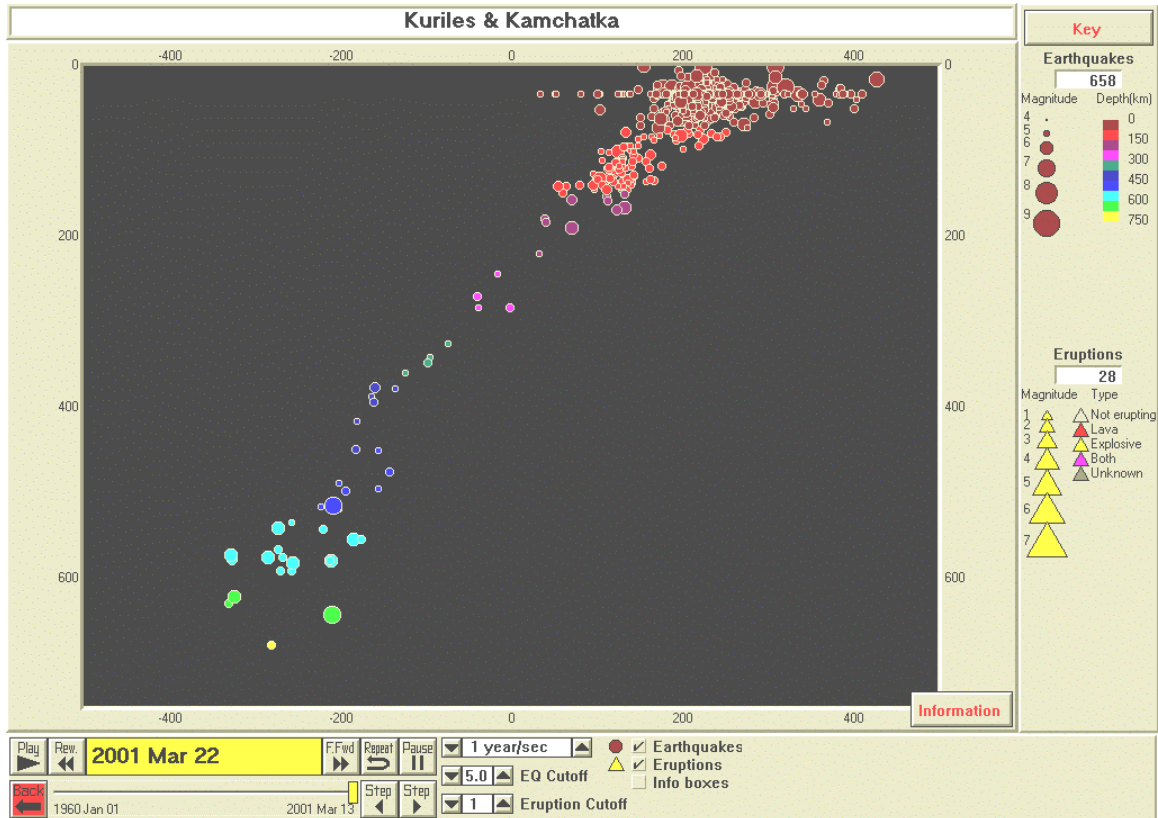 Kuriles & Kamchatka
Key
-400 -200 0 200 400
0 0
200 200
400 400
600 600
-400 -200 0 200 400
Information
Earthquakes
658
Magnitude Depth(km)
4 0
5 150
6 300
7 450
8 600
9 750
Eruptions
28
Magnitude Type
1 Not erupting
2 Lava
3 Explosive
4 Both
5 Unknown
6
7
Play Rew. 2001 Mar 22 F.Fwd Repeat Pause
1 year/sec
Earthquakes
Eruptions
Info boxes
5.0 EQ Cutoff
1 Eruption Cutoff
Back 1960 Jan 01 2001 Mar 13 Step Step